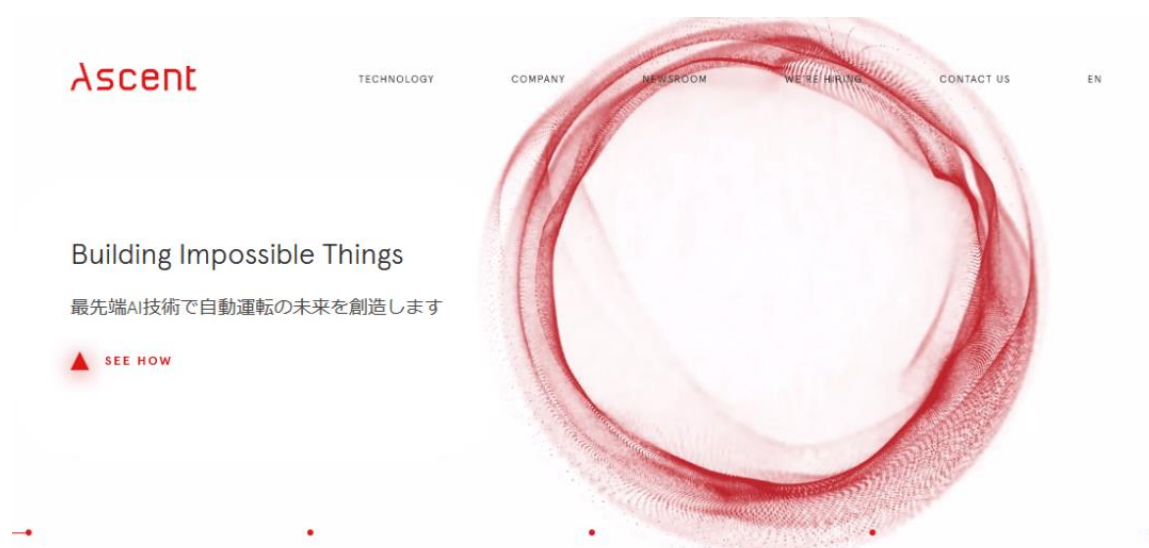 Ascent
TECHNOLOGY COMPANY NEWSROOM WE'RE HIRING CONTACT US EN
Building Impossible Things
最先端AI技術で自動運転の未来を創造します
SEE HOW